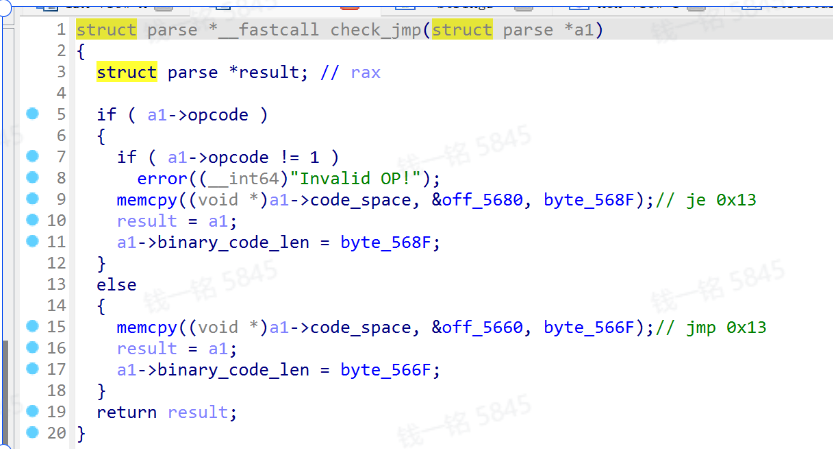 1 struct parse *__fastcall check_jmp(struct parse *a1)
2 {
3   struct parse *result; // rax
4
5   if ( a1->opcode )
6   {
7     if ( a1->opcode != 1 )
8       error((__int64)"Invalid OP!");
9     memcpy((void *)a1->code_space, &off_5680, byte_568F);// je 0x13
10     result = a1;
11     a1->binary_code_len = byte_568F;
12   }
13   else
14   {
15     memcpy((void *)a1->code_space, &off_5660, byte_566F);// jmp 0x13
16     result = a1;
17     a1->binary_code_len = byte_566F;
18   }
19   return result;
20 }
钱一铭 5845
钱一铭 5845
钱一铭 5845
钱一铭 5845